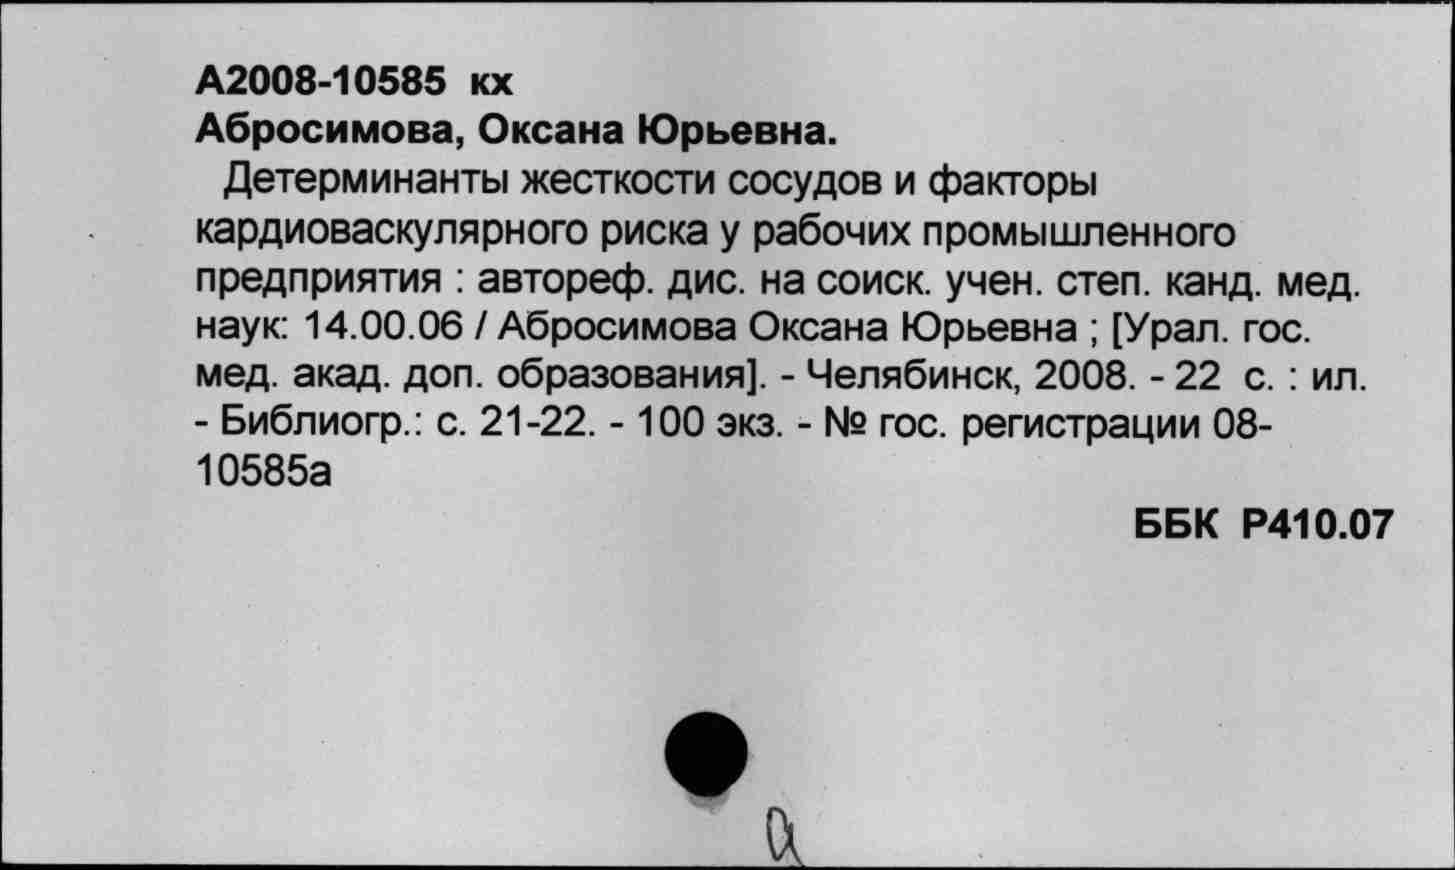 А2008-10585 кх
Абросимова, Оксана Юрьевна.
Детерминанты жесткости сосудов и факторы
кардиоваскулярного риска у рабочих промышленного
предприятия : автореф. дис. на соиск. учен. степ. канд. мед.
наук: 14.00.06 / Абросимова Оксана Юрьевна ; [Урал. гос.
мед. акад. доп. образования]. - Челябинск, 2008. - 22 с. : ил.
- Библиогр.: с. 21-22. - 100 экз. - № гос. регистрации 08-
10585а
ББК Р410.07